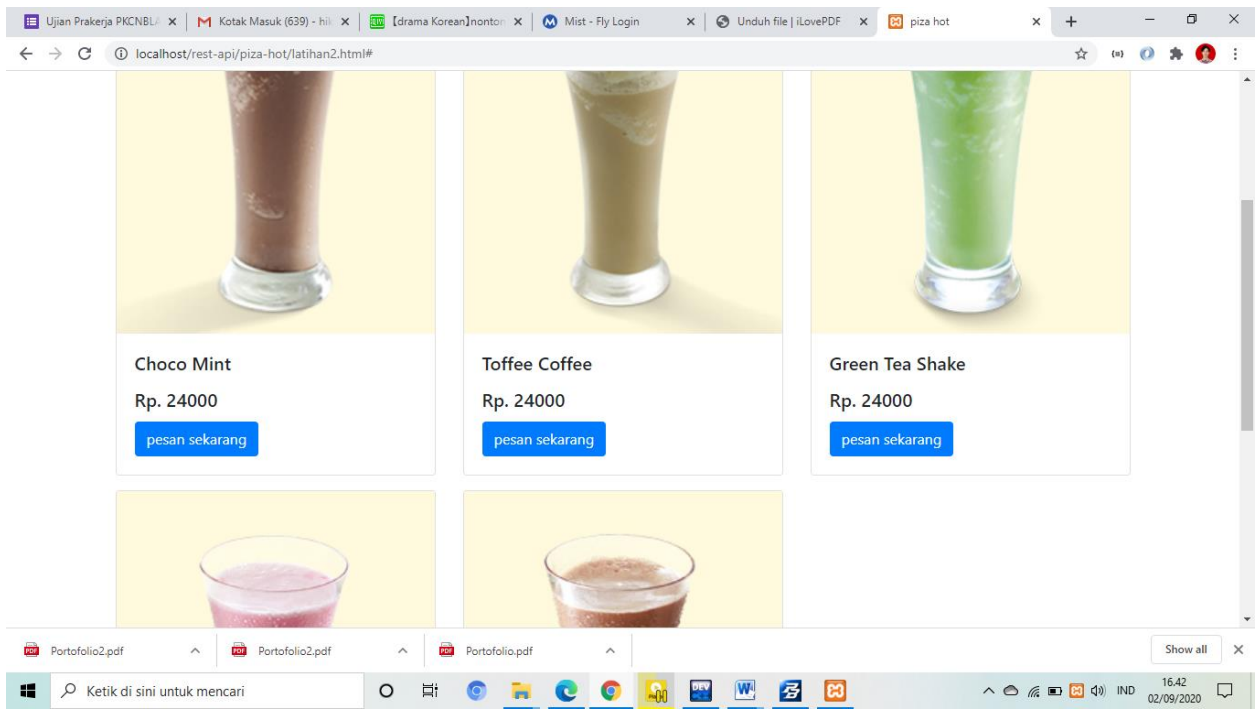 Ujian Prakerja PKCNBLA
Kotak Masuk (639) - hik
【drama Korean】nonton
Mist - Fly Login
Unduh file | iLovePDF
piza hot
localhost/rest-api/piza-hot/latihan2.html#
Choco Mint
Rp. 24000
pesan sekarang
Toffee Coffee
Rp. 24000
pesan sekarang
Green Tea Shake
Rp. 24000
pesan sekarang
Portofolio2.pdf
Portofolio2.pdf
Portofolio.pdf
Show all
Ketik di sini untuk mencari
IND
16.42
02/09/2020